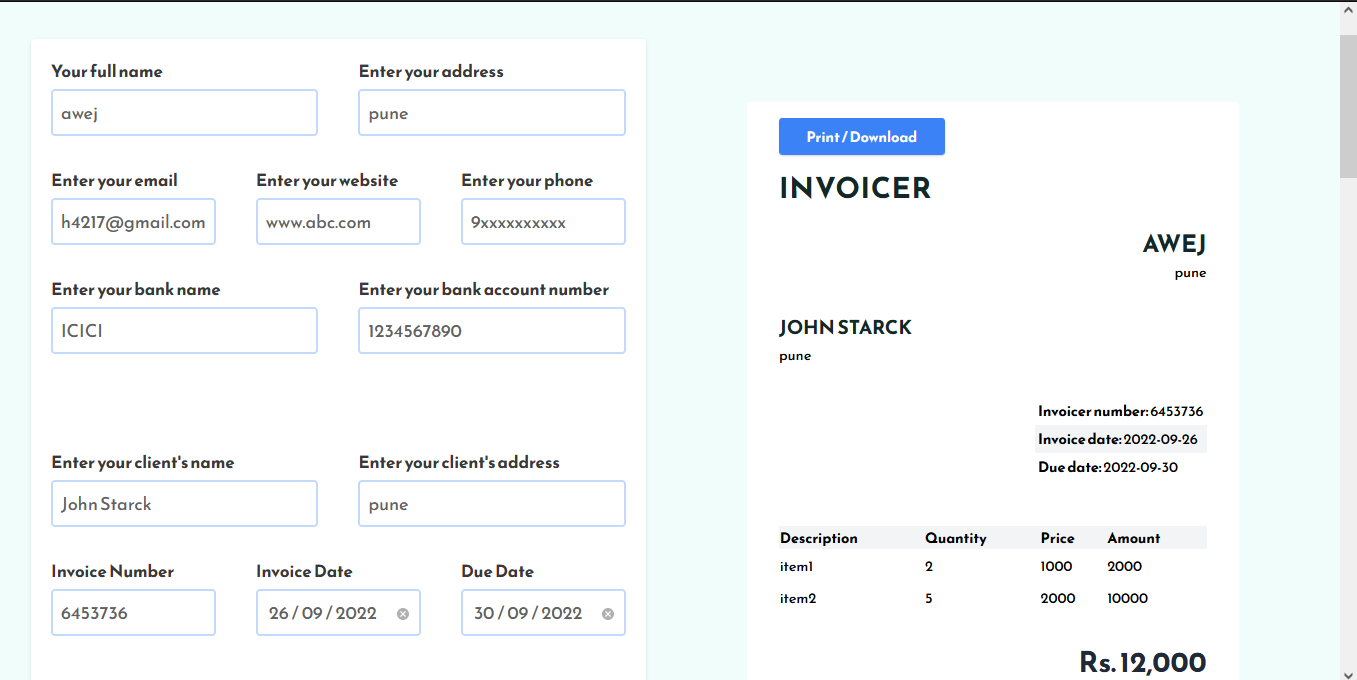 Your full name Enter your address
awej pune
Enter your email Enter your website Enter your phone
h4217@gmail.com www.abc.com 9xxxxxxxxxx
Enter your bank name Enter your bank account number
ICICI 1234567890
Enter your client's name Enter your client's address
John Starck pune
Invoice Number Invoice Date Due Date
6453736 26/09/2022 30/09/2022
Print / Download
INVOICER
AWEJ
pune
JOHN STARCK
pune
Invoicer number: 6453736
Invoice date: 2022-09-26
Due date: 2022-09-30
Description Quantity Price Amount
item1 2 1000 2000
item2 5 2000 10000
Rs. 12,000